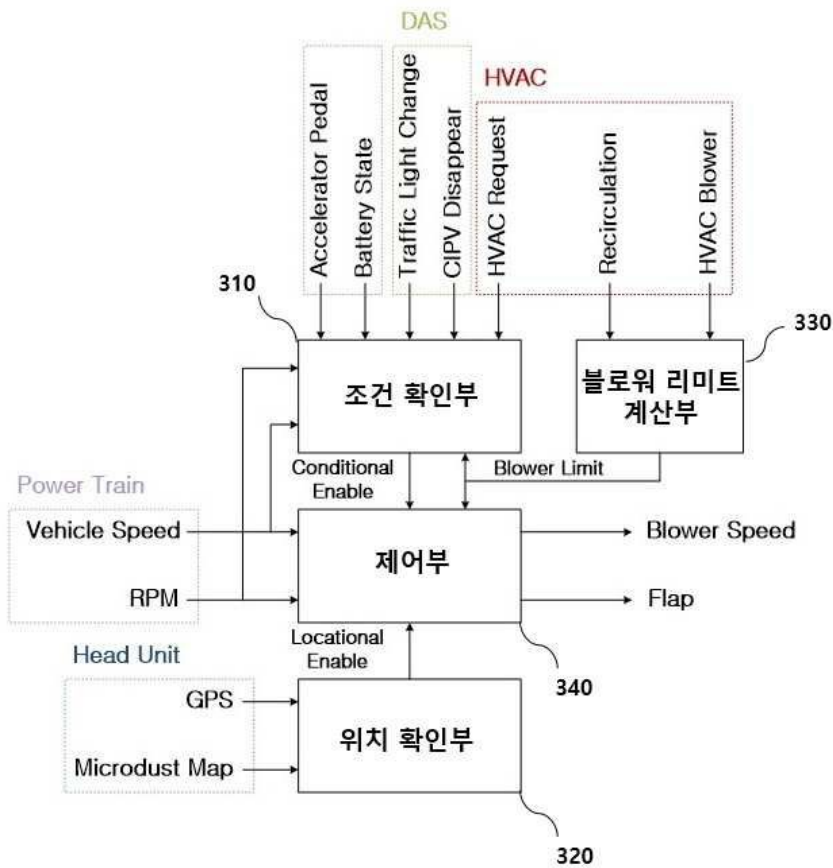 DAS
HVAC
Accelerator Pedal
Battery State
Traffic Light Change
CIPV Disappear
HVAC Request
Recirculation
HVAC Blower
310
330
조건 확인부
블로워 리미트
계산부
Conditional
Enable
Blower Limit
Power Train
Vehicle Speed
RPM
제어부
Blower Speed
Flap
Locational
Enable
340
Head Unit
GPS
Microdust Map
위치 확인부
320